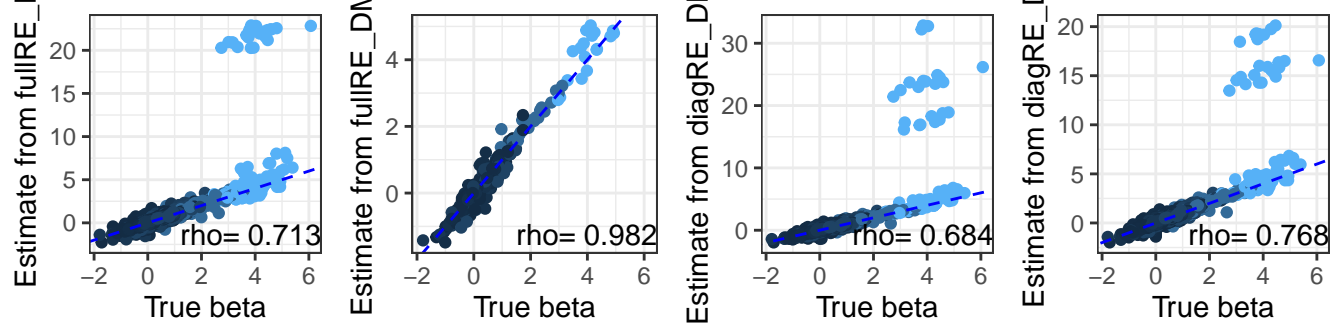 Estimate from fullRE_
20
15
10
5
0
rho= 0.713
−2 0 2 4 6
True beta
Estimate from fullRE_DM
4
2
0
rho= 0.982
−2 0 2 4 6
True beta
Estimate from diagRE_D
30
20
10
0
rho= 0.684
−2 0 2 4 6
True beta
Estimate from diagRE_
20
15
10
5
0
rho= 0.768
−2 0 2 4 6
True beta